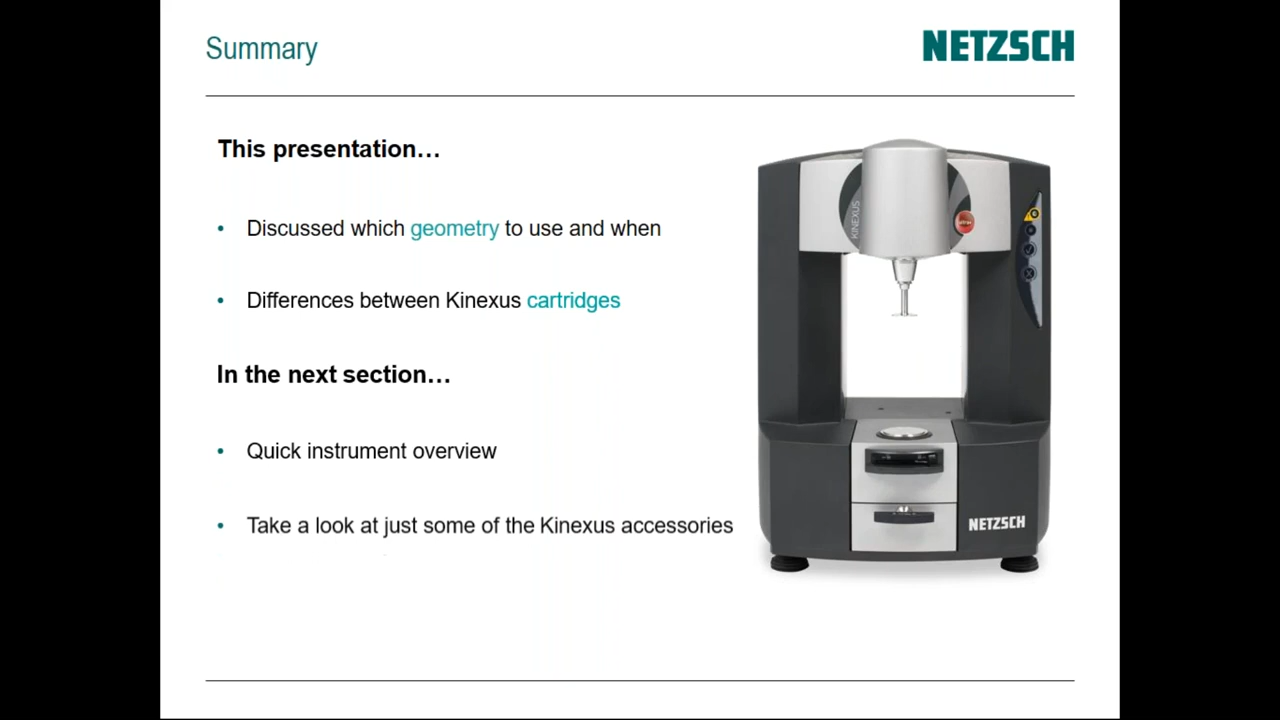 Summary
NETZSCH
This presentation…
• Discussed which geometry to use and when
• Differences between Kinexus cartridges
In the next section…
• Quick instrument overview
• Take a look at just some of the Kinexus accessories
KINEXUS
NETZSCH